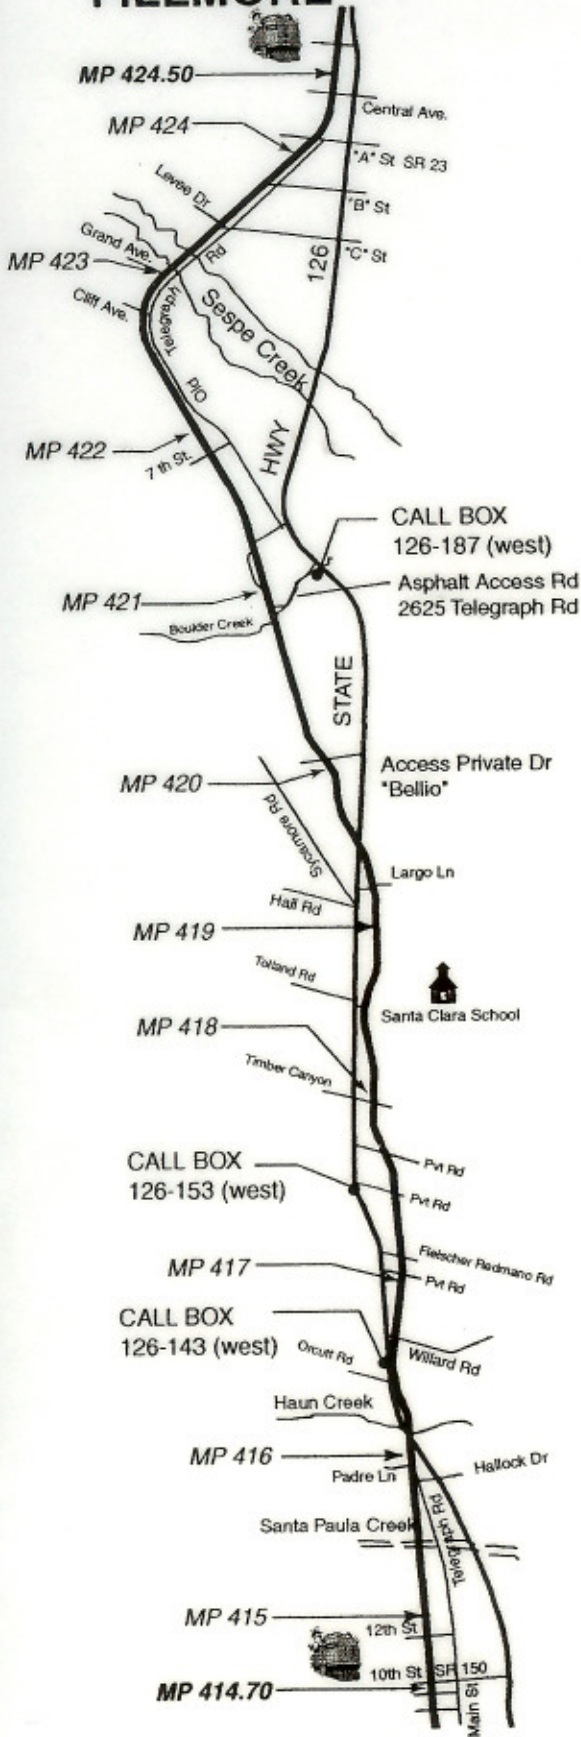 FILLMORE
MP 424.50
Central Ave.
MP 424
"A" St SR 23
Levee Dr
"B" St
Grand Ave.
"C" St
MP 423
Rd
126
Cliff Ave.
Telegraph
Sespe Creek
Old
MP 422
7 th St.
HWY
CALL BOX
126-187 (west)
Asphalt Access Rd
2625 Telegraph Rd
MP 421
Boulder Creek
STATE
Access Private Dr
"Bellio"
MP 420
Sycamore Rd
Largo Ln
Hall Rd
MP 419
Tolland Rd
Santa Clara School
MP 418
Timber Canyon
CALL BOX
126-153 (west)
Pvt Rd
Pvt Rd
Fleischer Redmano Rd
MP 417
Pvt Rd
CALL BOX
126-143 (west)
Orcutt Rd
Willard Rd
Haun Creek
MP 416
Padre Ln
Hallock Dr
Telegraph Rd
Santa Paula Creek
MP 415
12th St
10th St SR 150
MP 414.70
Main St